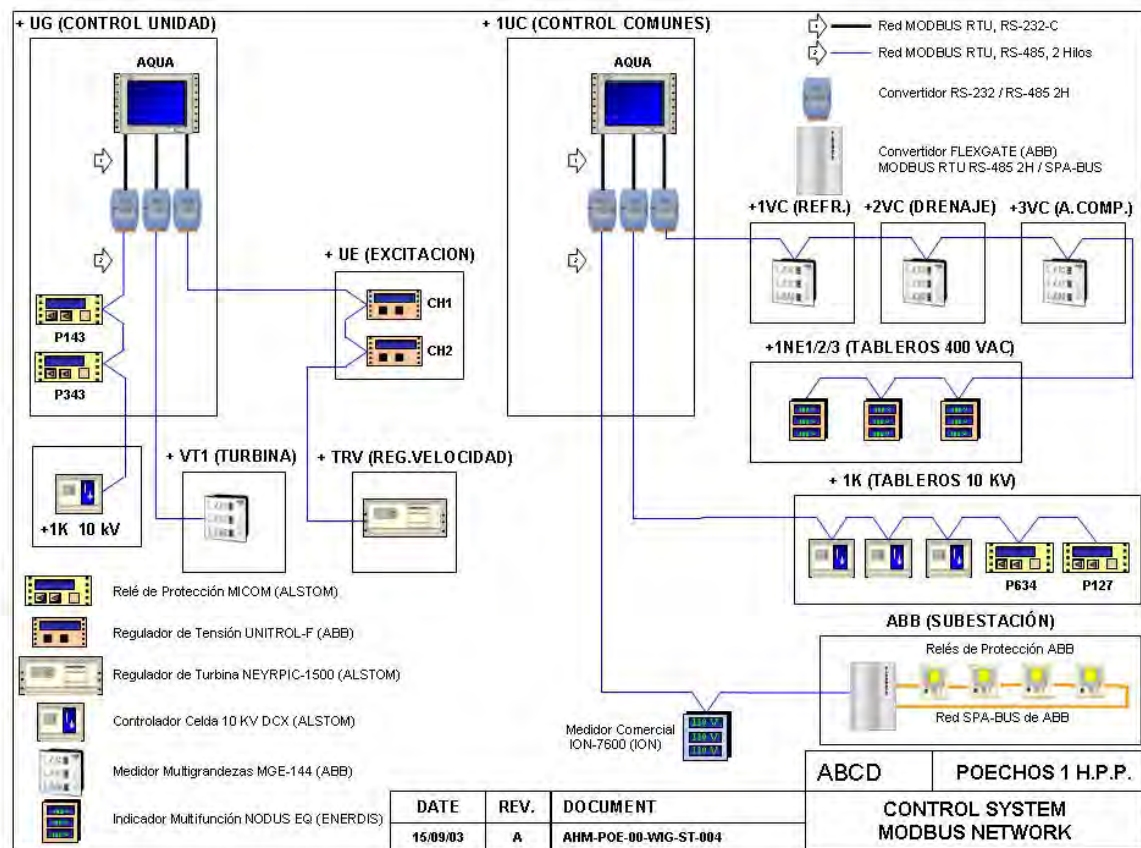 + UG (CONTROL UNIDAD)
AQUA
P143
P343
+ UE (EXCITACION)
CH1
CH2
+1K 10 kV
+ VT1 (TURBINA)
+ TRV (REG.VELOCIDAD)
Relé de Protección MICOM (ALSTOM)
Regulador de Tensión UNITROL-F (ABB)
Regulador de Turbina NEYRPIC-1500 (ALSTOM)
Controlador Celda 10 KV DCX (ALSTOM)
Medidor Multigrandezas MGE-144 (ABB)
Indicador Multifunción NODUS EQ (ENERDIS)
+ 1UC (CONTROL COMUNES)
AQUA
Red MODBUS RTU, RS-232-C
Red MODBUS RTU, RS-485, 2 Hilos
Convertidor RS-232 / RS-485 2H
Convertidor FLEXGATE (ABB)
MODBUS RTU RS-485 2H / SPA-BUS
+1VC (REFR.)
+2VC (DRENAJE)
+3VC (A.COMP.)
+1NE1/2/3 (TABLEROS 400 VAC)
+ 1K (TABLEROS 10 KV)
P634
P127
ABB (SUBESTACIÓN)
Relés de Protección ABB
Red SPA-BUS de ABB
Medidor Comercial
ION-7600 (ION)
ABCD
POECHOS 1 H.P.P.
CONTROL SYSTEM
MODBUS NETWORK
DATE REV. DOCUMENT
15/09/03 A AHM-POE-00-WIG-ST-004